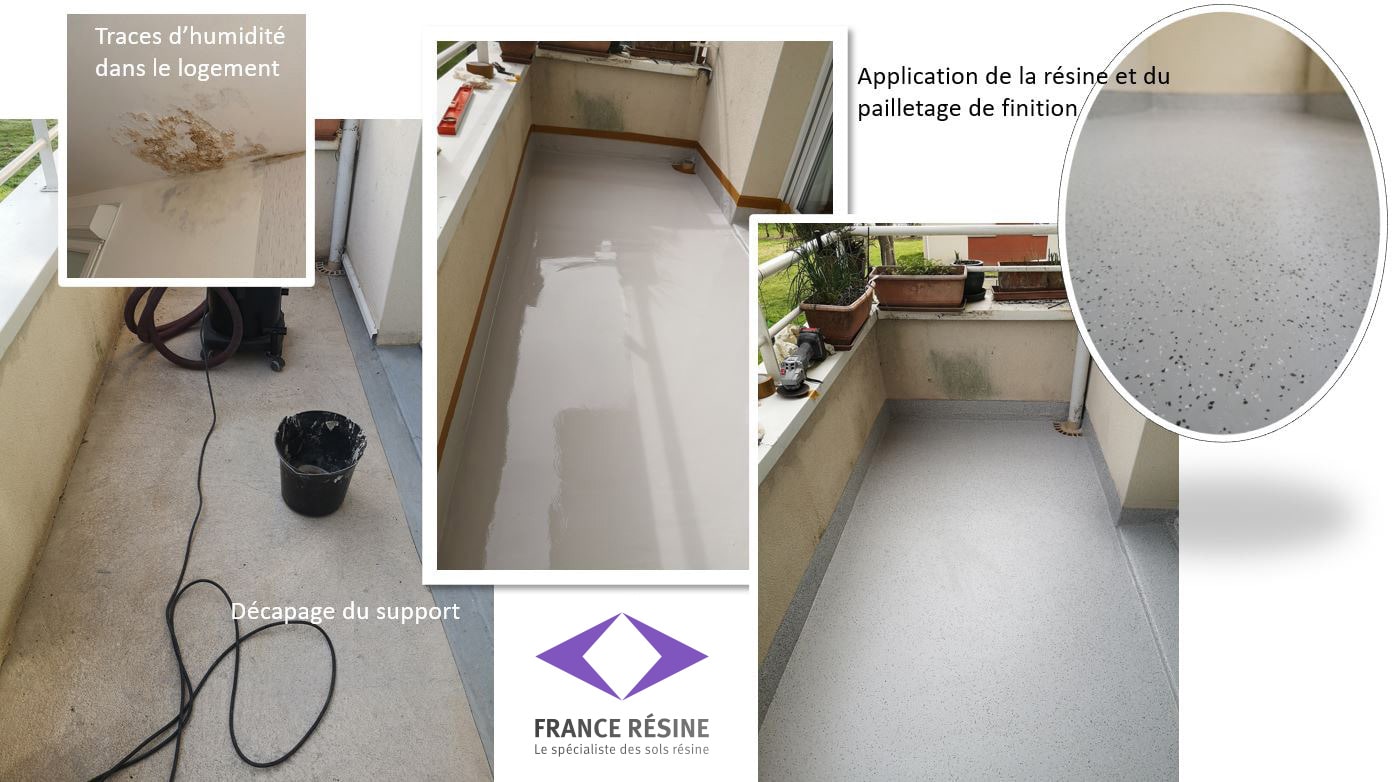 Traces d’humidité
dans le logement
Application de la résine et du
pailletage de finition
Décapage du support
FRANCE RÉSINE
Le spécialiste des sols résine